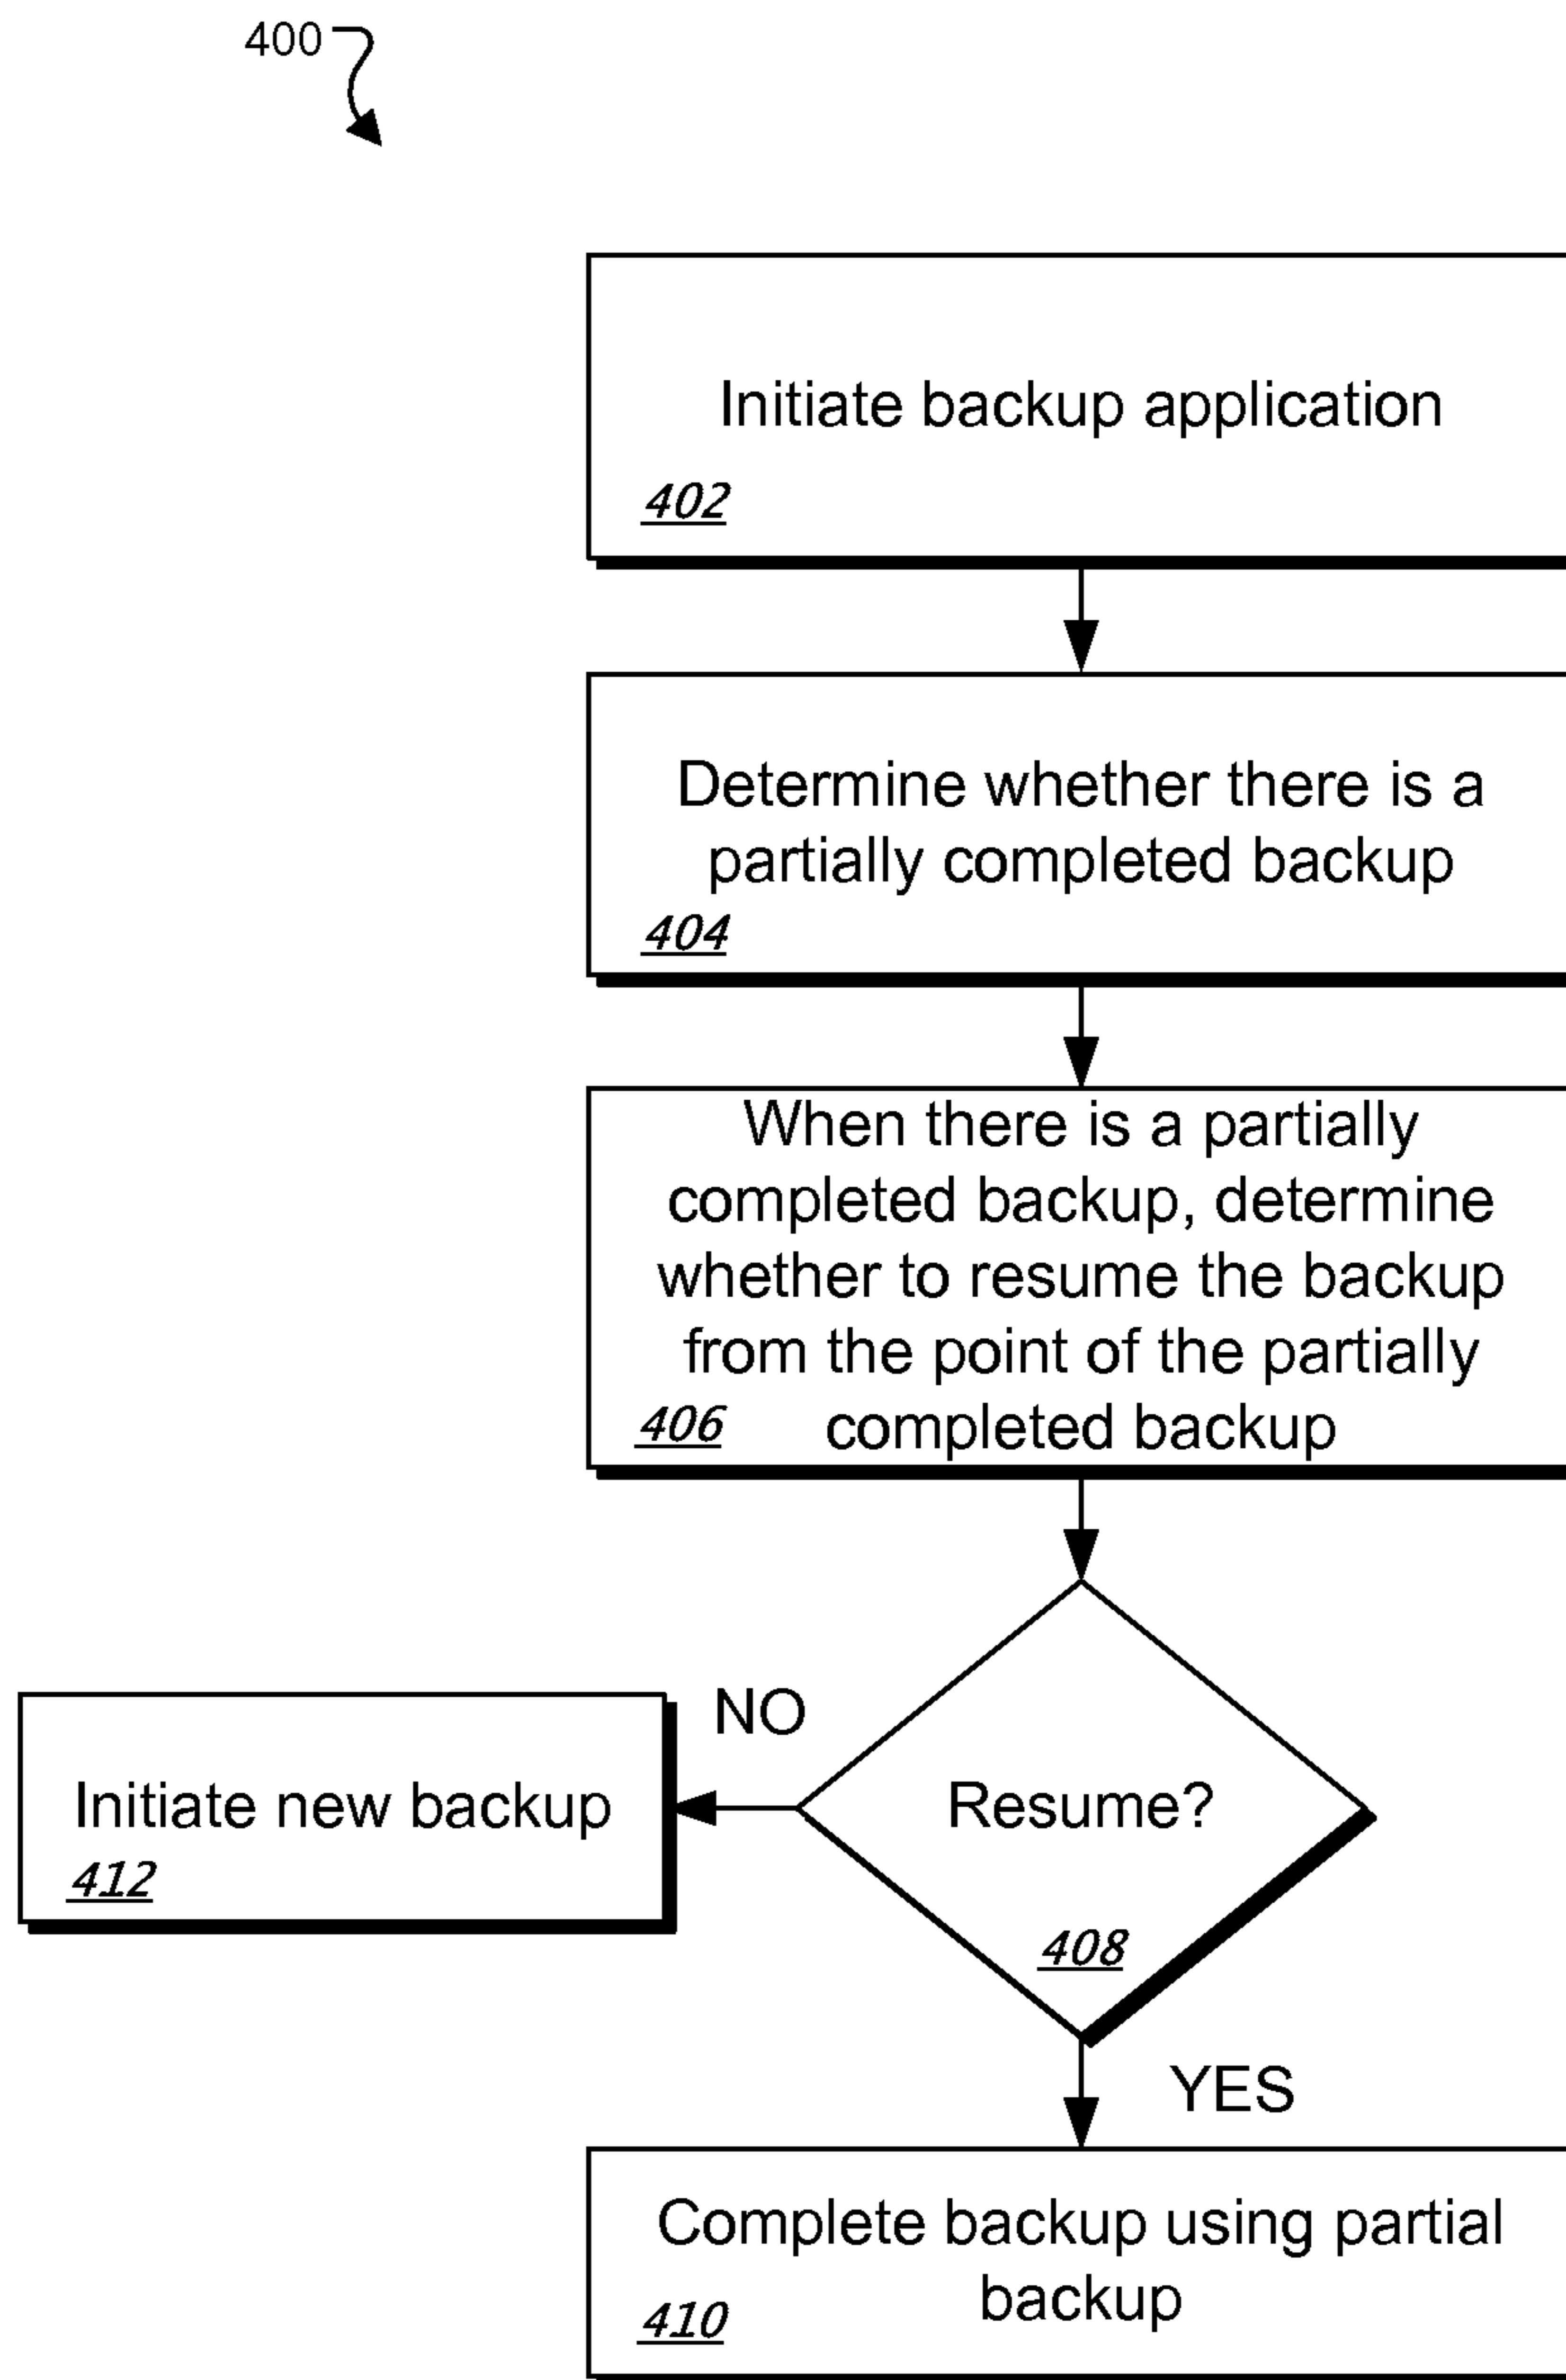 400
Initiate backup application
402
Determine whether there is a
partially completed backup
404
When there is a partially
completed backup, determine
whether to resume the backup
from the point of the partially
completed backup
406
Resume?
408
NO
Initiate new backup
412
YES
Complete backup using partial
backup
410